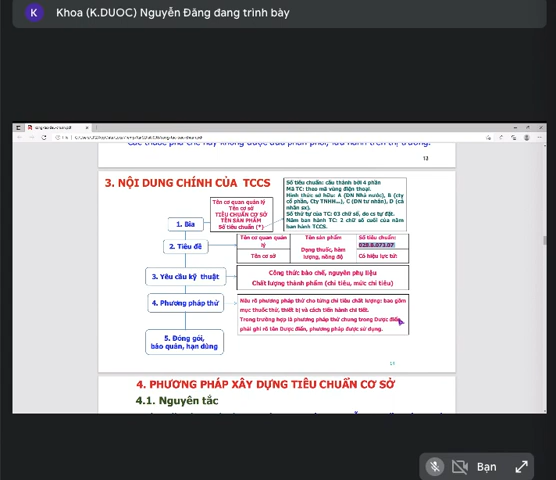 K Khoa (K.DUOC) Nguyễn Đăng đang trình bày
13
3. NỘI DUNG CHÍNH CỦA TCCS
Tên cơ quan quản lý
Tên cơ sở
TIÊU CHUẨN CƠ SỞ
TÊN SẢN PHẨM
Số tiêu chuẩn (*)
Số tiêu chuẩn: cấu thành bởi 4 phần
Mã TC: theo mã vùng điện thoại.
Hình thức sở hữu: A (DN Nhà nước), B (cty
cổ phần, Cty TNHH...), C (DN tư nhân), D (cá
nhân sx).
Số thứ tự của TC: 03 chữ số, do cs tự đặt.
Năm ban hành TC: 2 chữ số cuối của năm
ban hành TCCS.
1. Bìa
2. Tiêu đề
Tên cơ quan quản
lý
Tên sản phẩm
Dạng thuốc, hàm
lượng, nồng độ
Số tiêu chuẩn:
028.B.073.07
Tên cơ sở
Có hiệu lực từ:
3. Yêu cầu kỹ thuật
Công thức bào chế, nguyên phụ liệu
Chất lượng thành phẩm (chỉ tiêu, mức chỉ tiêu)
4. Phương pháp thử
Nêu rõ phương pháp thử cho từng chỉ tiêu chất lượng: bao gồm
mục thuốc thử, thiết bị và cách tiến hành chi tiết.
Trong trường hợp là phương pháp thử chung trong Dược điển
phải ghi rõ tên Dược điển, phương pháp được sử dụng.
5. Đóng gói,
bảo quản, hạn dùng
4. PHƯƠNG PHÁP XÂY DỰNG TIÊU CHUẨN CƠ SỞ
4.1. Nguyên tắc
Bạn